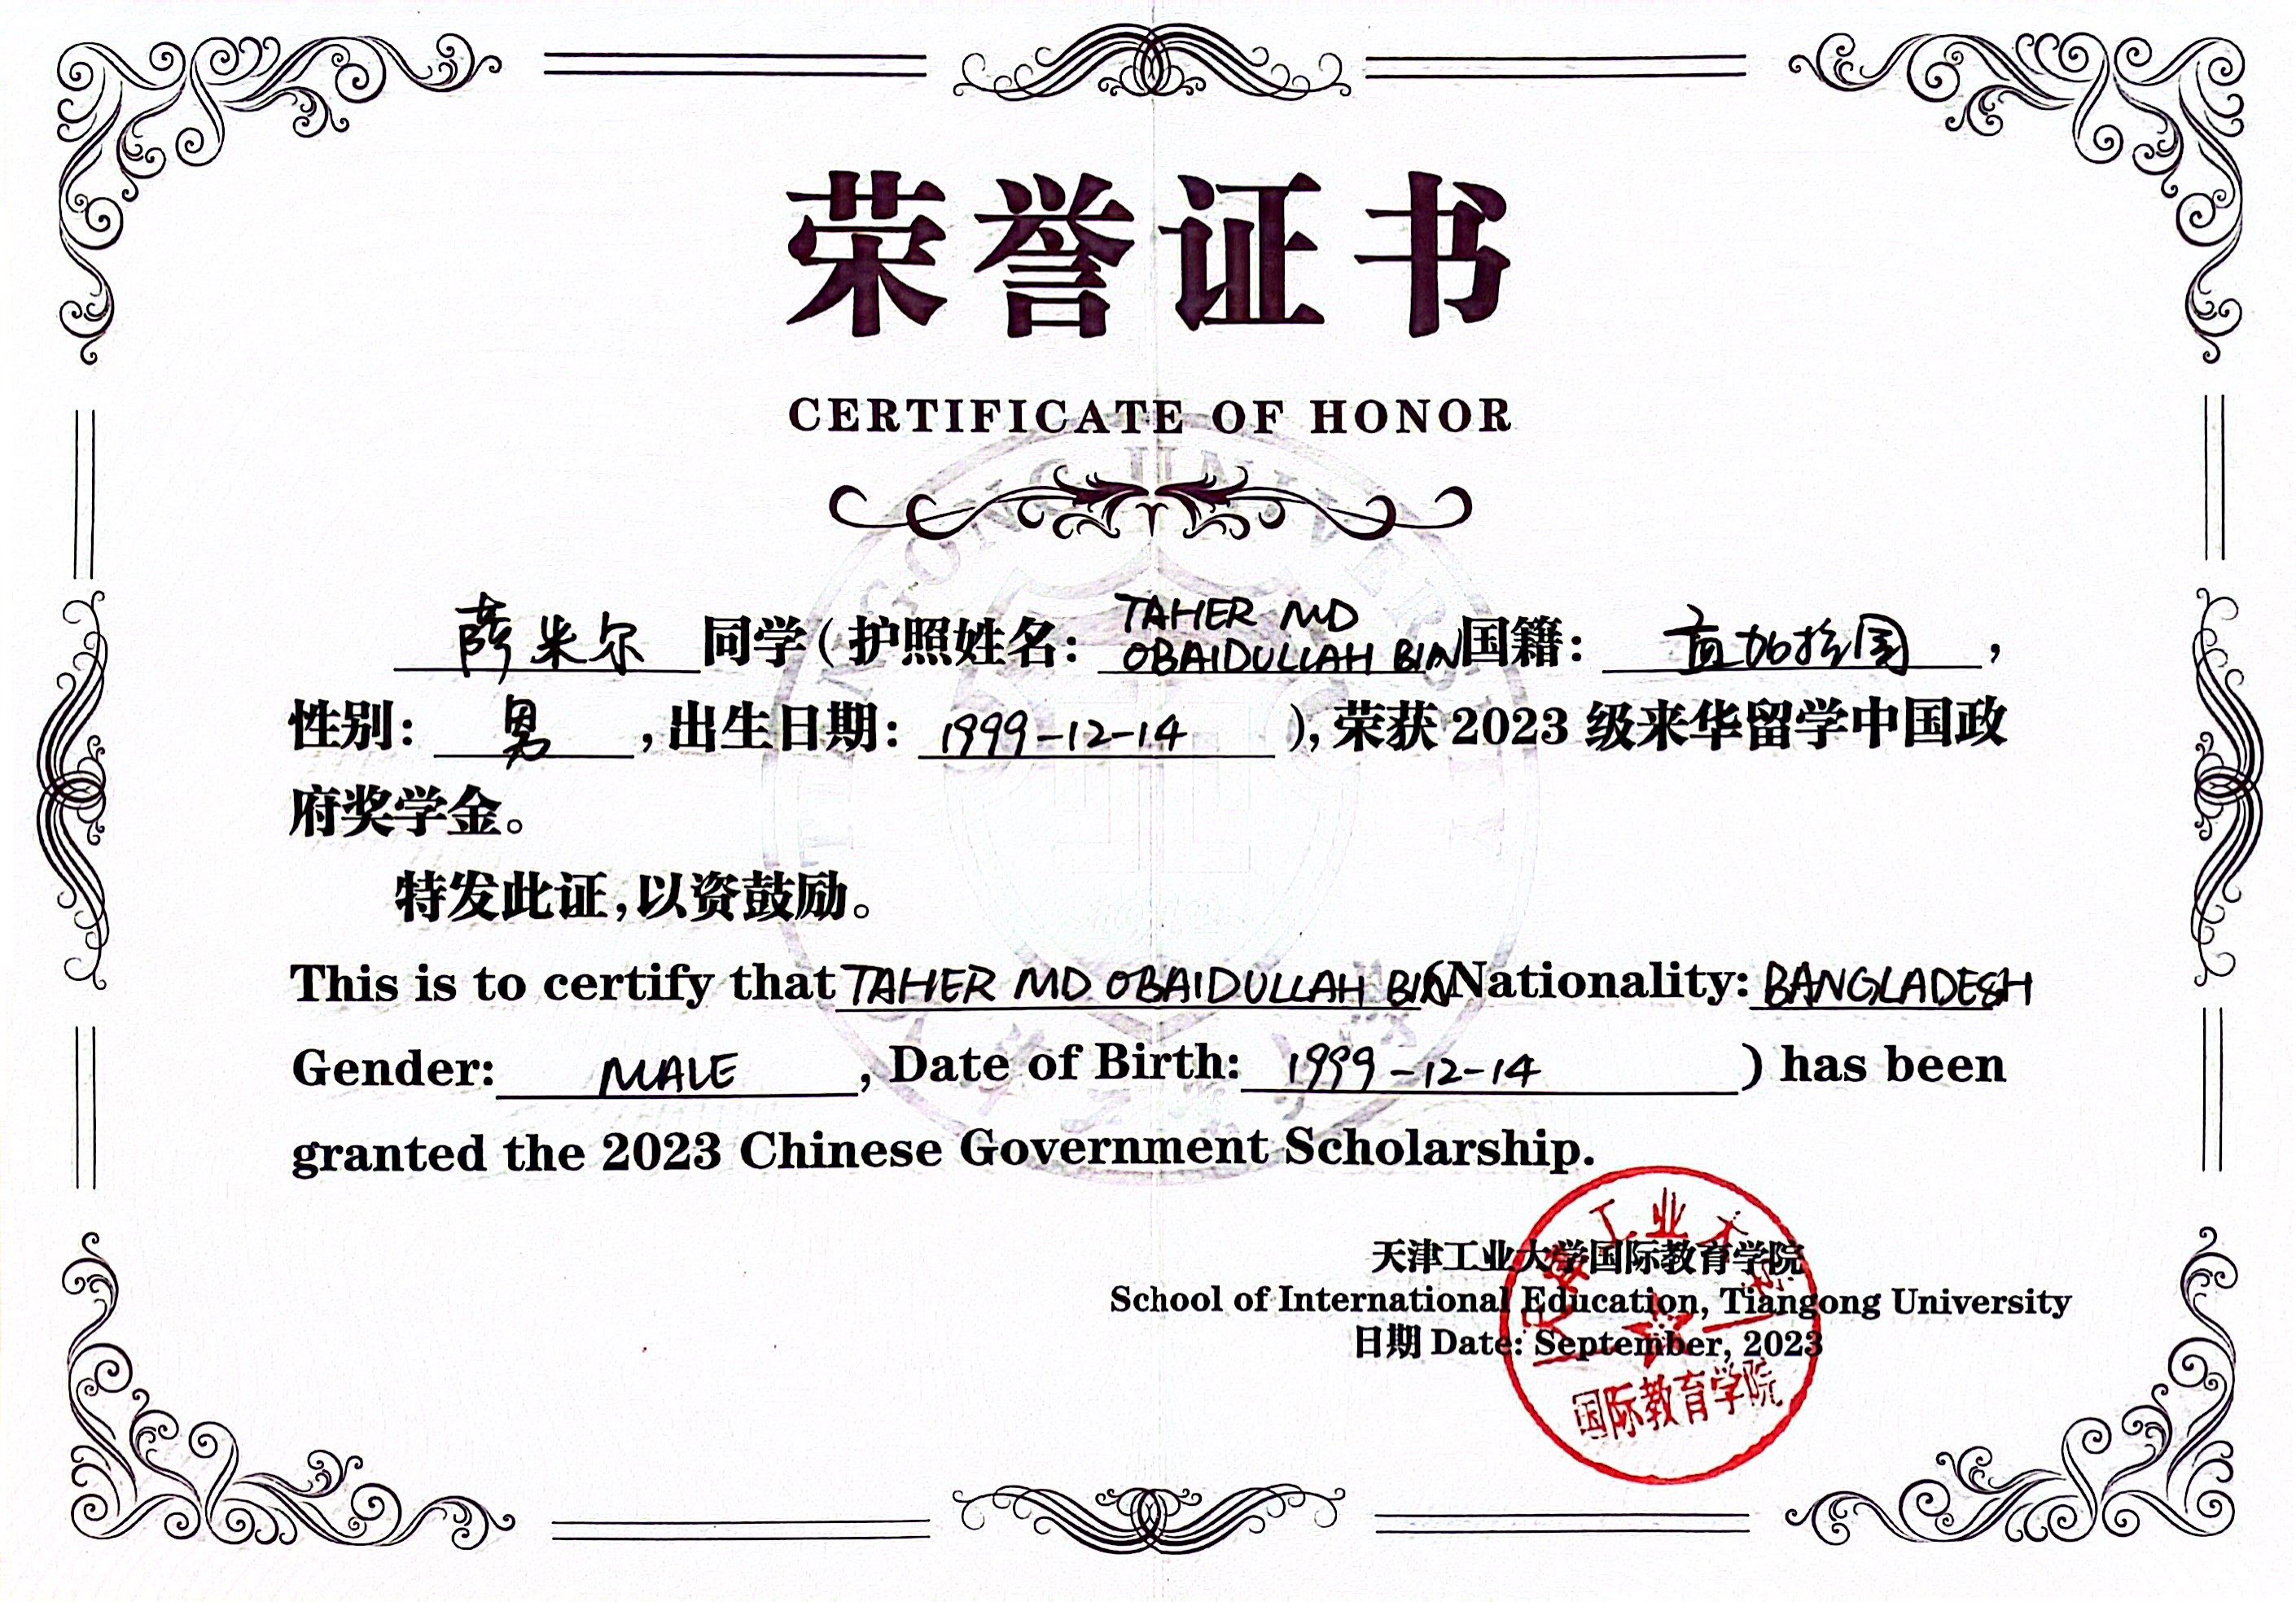 荣誉证书
CERTIFICATE OF HONOR
萨米尔 同学(护照姓名: TAHER MD OBAIDULLAH BIN 国籍: 孟加拉国,
性别: 男, 出生日期: 1999-12-14 ), 荣获 2023 级来华留学中国政
府奖学金。
特发此证,以资鼓励。
This is to certify that TAHER MD OBAIDULLAH BIN (Nationality: BANGLADESH
Gender: MALE, Date of Birth: 1999-12-14 ) has been
granted the 2023 Chinese Government Scholarship.
天津工业大学国际教育学院
School of International Education, Tiangong University
日期 Date: September, 2023
国际教育学院